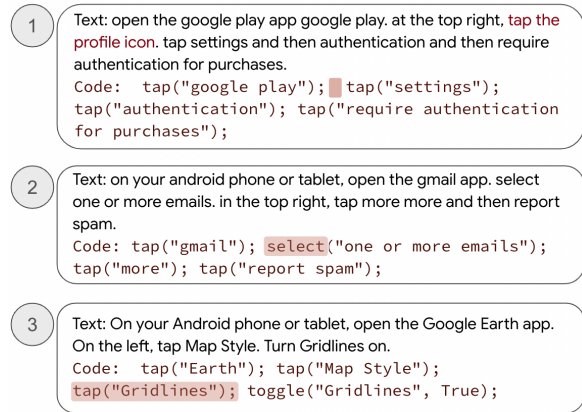 1
Text: open the google play app google play. at the top right, tap the
profile icon. tap settings and then authentication and then require
authentication for purchases.
Code: tap("google play"); tap("settings");
tap("authentication"); tap("require authentication
for purchases");
2
Text: on your android phone or tablet, open the gmail app. select
one or more emails. in the top right, tap more more and then report
spam.
Code: tap("gmail"); select("one or more emails");
tap("more"); tap("report spam");
3
Text: On your Android phone or tablet, open the Google Earth app.
On the left, tap Map Style. Turn Gridlines on.
Code: tap("Earth"); tap("Map Style");
tap("Gridlines"); toggle("Gridlines", True);